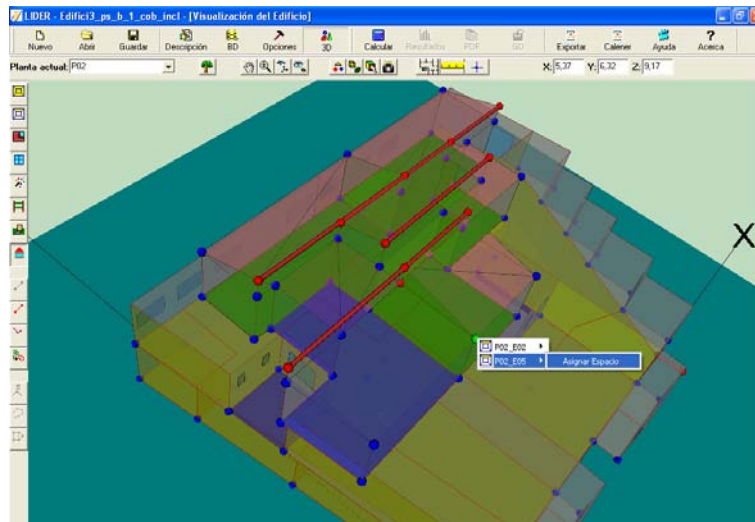 LIDER - Edifici3_ps_b_1_cob_incl - [Visualización del Edificio]
Nuevo Abrir Guardar Descripción BD Opciones 3D Calcular Resultados PDF Exportar Calener Ayuda Acerca
Planta actual: P02 X: 5,37 Y: 6,32 Z: 9,17
X
P02_E02
P02_E05 Asignar Espacio